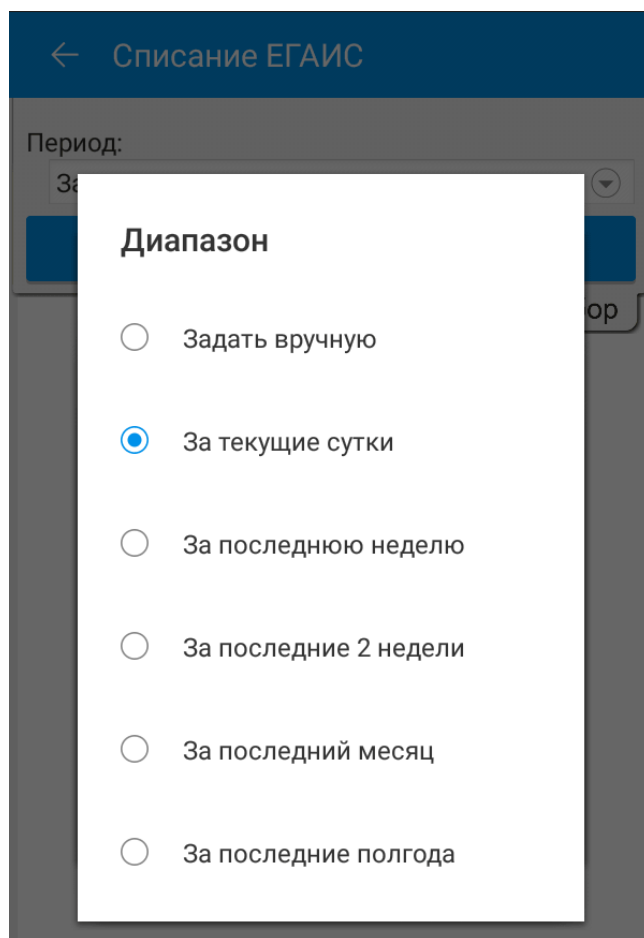 Списание ЕГАИС
Период:
За
Диапазон
Задать вручную
За текущие сутки
За последнюю неделю
За последние 2 недели
За последний месяц
За последние полгода